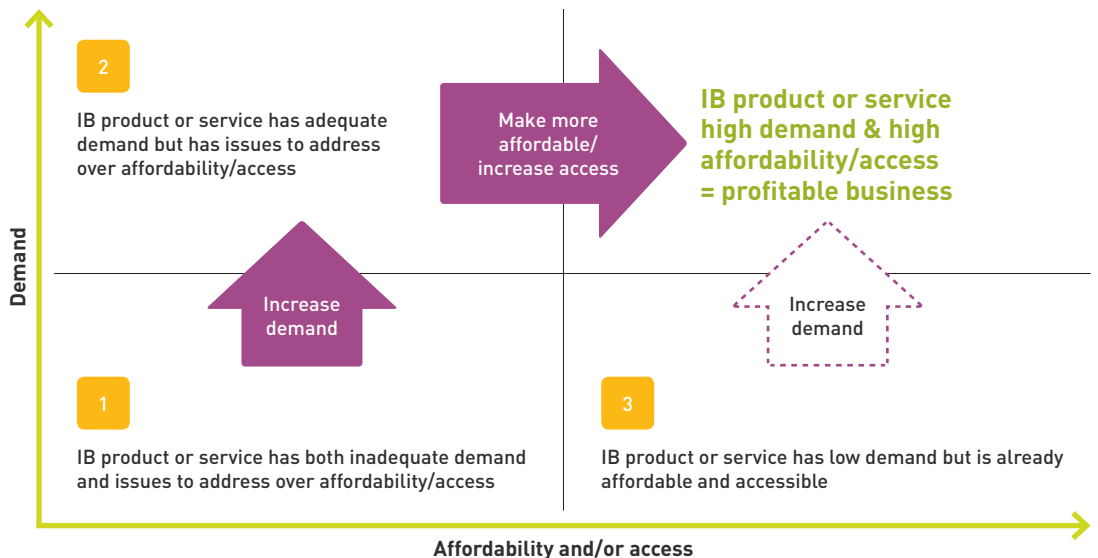 2
IB product or service has adequate
demand but has issues to address
over affordability/access
Make more
affordable/
increase access
IB product or service
high demand & high
affordability/access
= profitable business
Demand
Increase
demand
Increase
demand
1
IB product or service has both inadequate demand
and issues to address over affordability/access
3
IB product or service has low demand but is already
affordable and accessible
Affordability and/or access